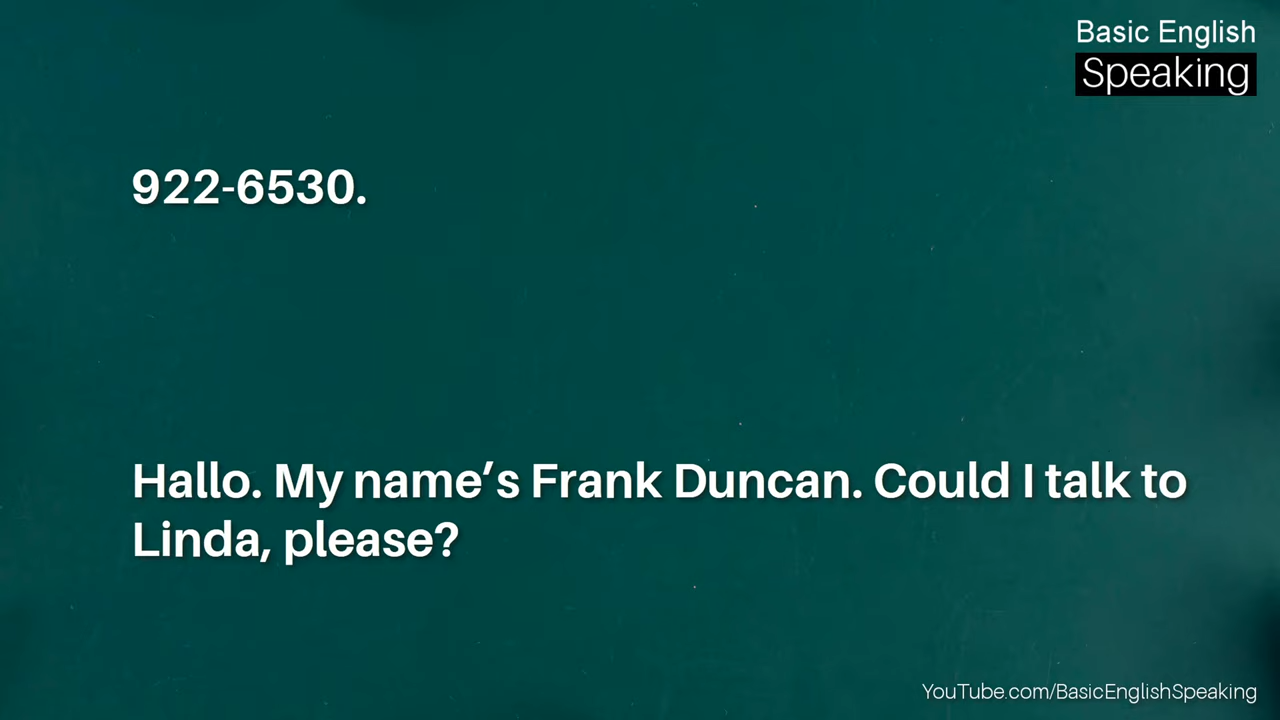 Basic English
Speaking
922-6530.
Hallo. My name’s Frank Duncan. Could I talk to
Linda, please?
YouTube.com/BasicEnglishSpeaking